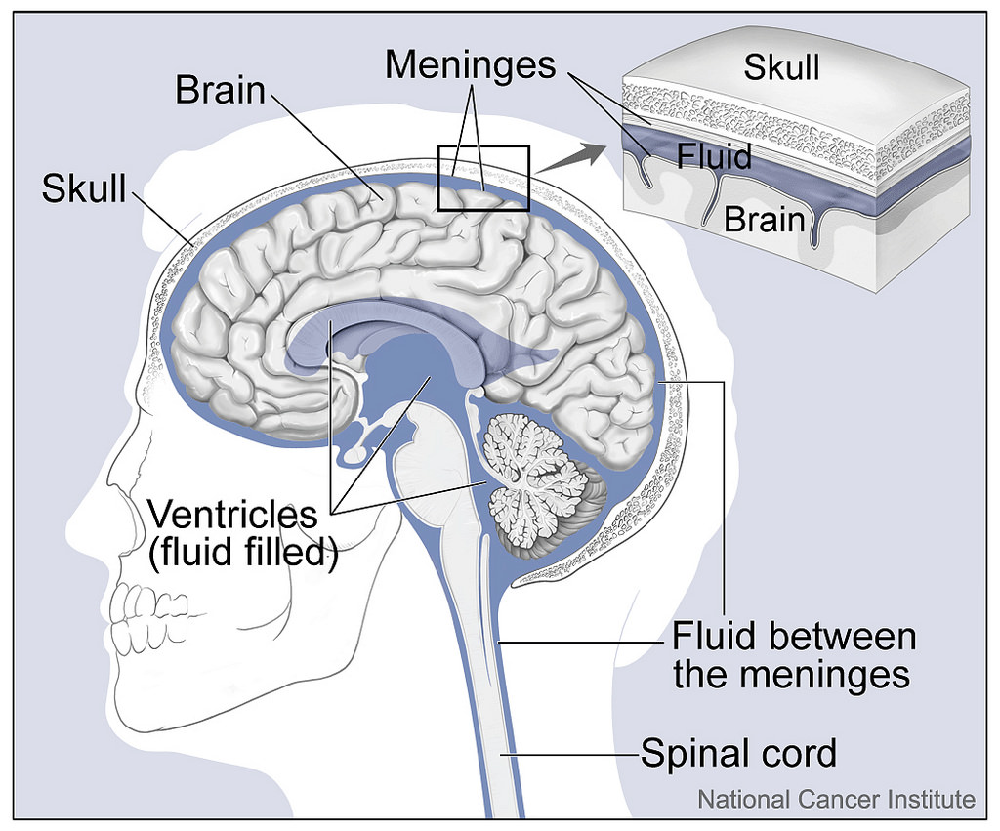 Meninges
Skull
Brain
Fluid
Skull
Brain
Ventricles
(fluid filled)
Fluid between
the meninges
Spinal cord
National Cancer Institute